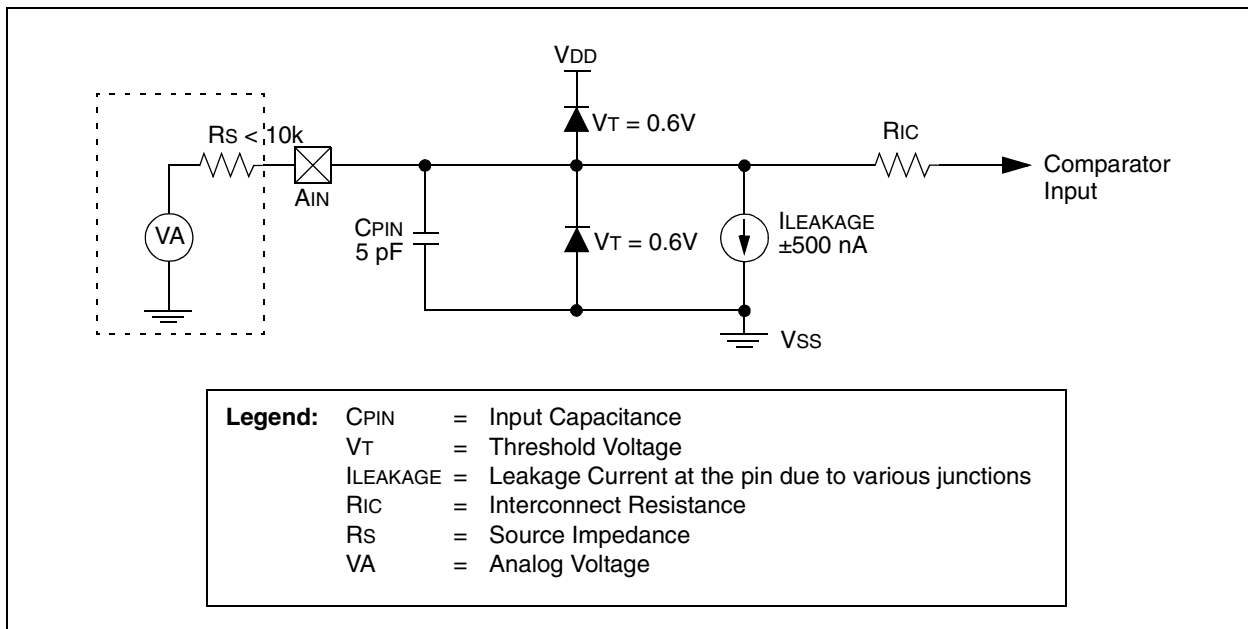 VDD
VT = 0.6V
RS < 10k
RIC
AIN
Comparator
Input
VA
CPIN
5 pF
VT = 0.6V
ILEAKAGE
±500 nA
VSS
Legend: CPIN = Input Capacitance
VT = Threshold Voltage
ILEAKAGE = Leakage Current at the pin due to various junctions
RIC = Interconnect Resistance
RS = Source Impedance
VA = Analog Voltage